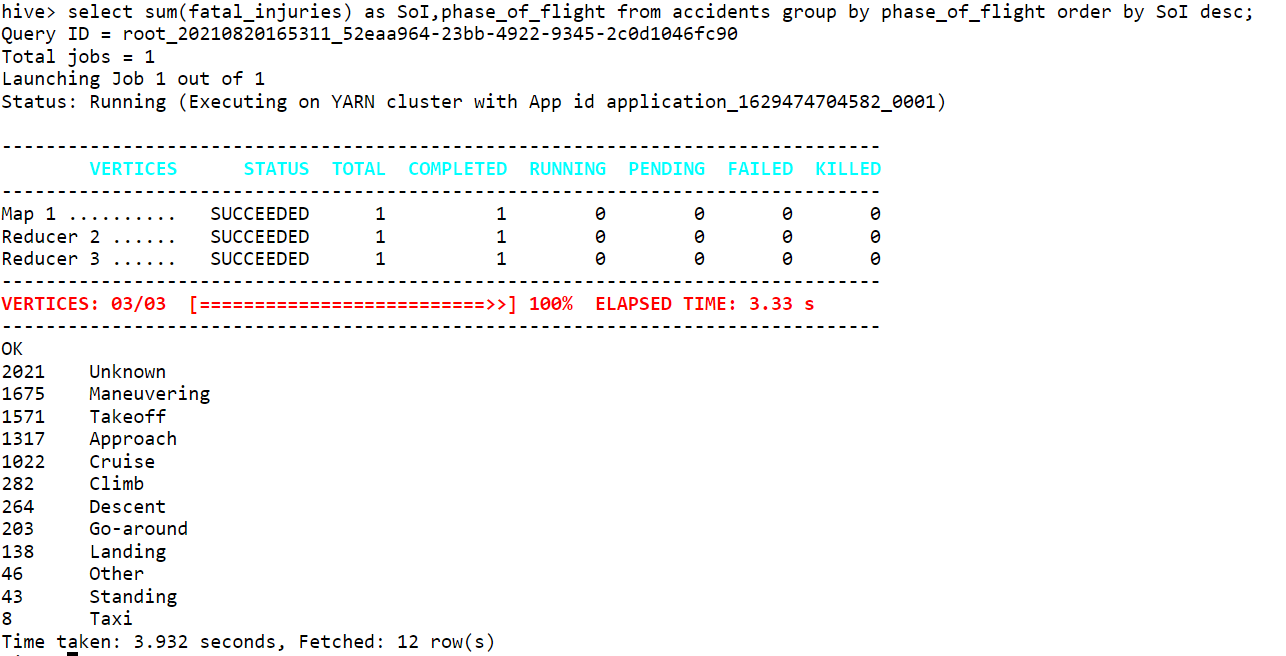 hive> select sum(fatal_injuries) as SoI,phase_of_flight from accidents group by phase_of_flight order by SoI desc;
Query ID = root_20210820165311_52eaa964-23bb-4922-9345-2c0d1046fc90
Total jobs = 1
Launching Job 1 out of 1
Status: Running (Executing on YARN cluster with App id application_1629474704582_0001)
--------------------------------------------------------------------------------
        VERTICES      STATUS  TOTAL  COMPLETED  RUNNING  PENDING  FAILED  KILLED
--------------------------------------------------------------------------------
Map 1 ..........   SUCCEEDED      1          1        0        0       0       0
Reducer 2 ......   SUCCEEDED      1          1        0        0       0       0
Reducer 3 ......   SUCCEEDED      1          1        0        0       0       0
--------------------------------------------------------------------------------
VERTICES: 03/03  [==========================>>] 100%  ELAPSED TIME: 3.33 s
--------------------------------------------------------------------------------
OK
2021    Unknown
1675    Maneuvering
1571    Takeoff
1317    Approach
1022    Cruise
282     Climb
264     Descent
203     Go-around
138     Landing
46      Other
43      Standing
8       Taxi
Time taken: 3.932 seconds, Fetched: 12 row(s)